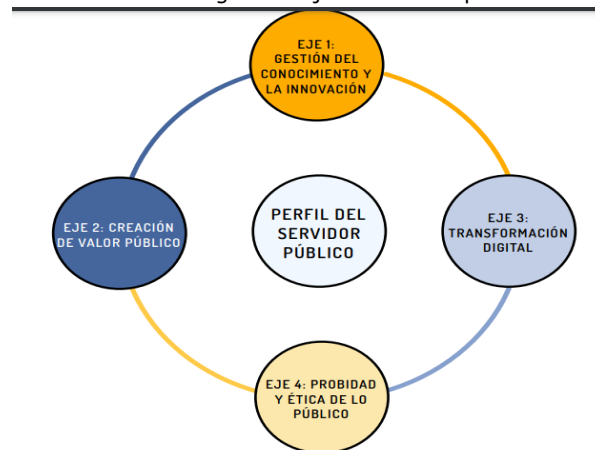 EJE 1:
GESTIÓN DEL
CONOCIMIENTO Y
LA INNOVACIÓN
EJE 2: CREACIÓN
DE VALOR PÚBLICO
PERFIL DEL
SERVIDOR
PÚBLICO
EJE 3:
TRANSFORMACIÓN
DIGITAL
EJE 4: PROBIDAD
Y ÉTICA DE LO
PÚBLICO